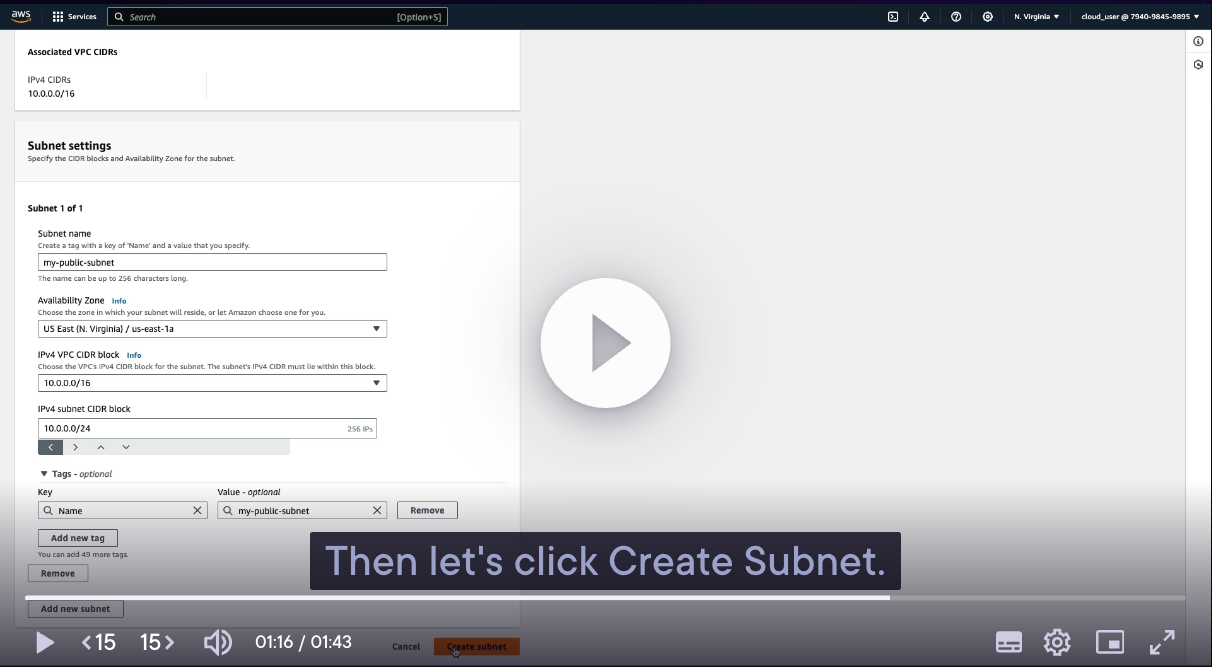 aws
Services
Search
[Option+S]
N. Virginia
cloud_user @ 7940-9845-9895
Associated VPC CIDRs
IPv4 CIDRs
10.0.0.0/16
Subnet settings
Specify the CIDR blocks and Availability Zone for the subnet.
Subnet 1 of 1
Subnet name
Create a tag with a key of 'Name' and a value that you specify.
my-public-subnet
The name can be up to 256 characters long.
Availability Zone Info
Choose the zone in which your subnet will reside, or let Amazon choose one for you.
US East (N. Virginia) / us-east-1a
IPv4 VPC CIDR block Info
Choose the VPC's IPv4 CIDR block for the subnet. The subnet's IPv4 CIDR must lie within this block.
10.0.0.0/16
IPv4 subnet CIDR block
10.0.0.0/24
256 IPs
Tags - optional
Key
Value - optional
Name
my-public-subnet
Remove
Add new tag
You can add 49 more tags.
Remove
Then let's click Create Subnet.
Add new subnet
<15
15>
01:16 / 01:43
Cancel
Create subnet